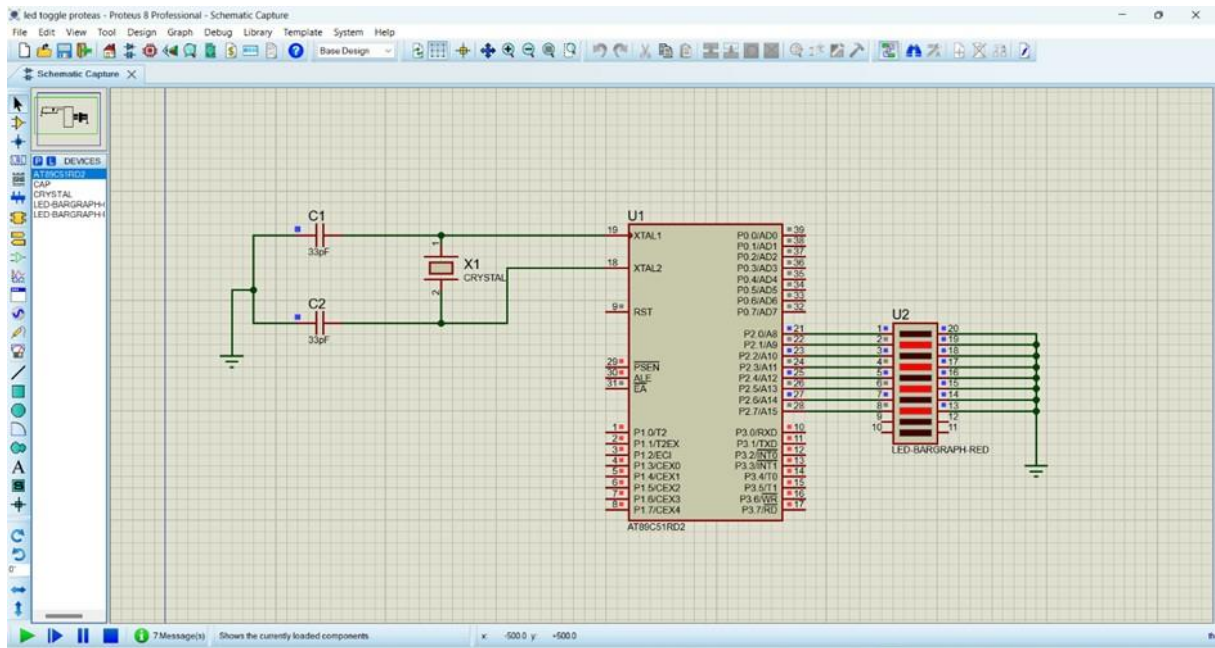 led toggle proteas - Proteus 8 Professional - Schematic Capture
File Edit View Tool Design Graph Debug Library Template System Help
Base Design
Schematic Capture
P L DEVICES
AT89C51RD2
CAP
CRYSTAL
LED-BARGRAPH-
LED-BARGRAPH-
C1
33pF
C2
33pF
X1
CRYSTAL
1
2
U1
19 XTAL1
18 XTAL2
9 RST
29 PSEN
30 ALE
31 EA
1 P1.0/T2
2 P1.1/T2EX
3 P1.2/ECI
4 P1.3/CEX0
5 P1.4/CEX1
6 P1.5/CEX2
7 P1.6/CEX3
8 P1.7/CEX4
P0.0/AD0 39
P0.1/AD1 38
P0.2/AD2 37
P0.3/AD3 36
P0.4/AD4 35
P0.5/AD5 34
P0.6/AD6 33
P0.7/AD7 32
P2.0/A8 21
P2.1/A9 22
P2.2/A10 23
P2.3/A11 24
P2.4/A12 25
P2.5/A13 26
P2.6/A14 27
P2.7/A15 28
P3.0/RXD 10
P3.1/TXD 11
P3.2/INT0 12
P3.3/INT1 13
P3.4/T0 14
P3.5/T1 15
P3.6/WR 16
P3.7/RD 17
AT89C51RD2
U2
1 20
2 19
3 18
4 17
5 16
6 15
7 14
8 13
9 12
10 11
LED-BARGRAPH-RED
7 Message(s) Shows the currently loaded components x: -500.0 y: +500.0